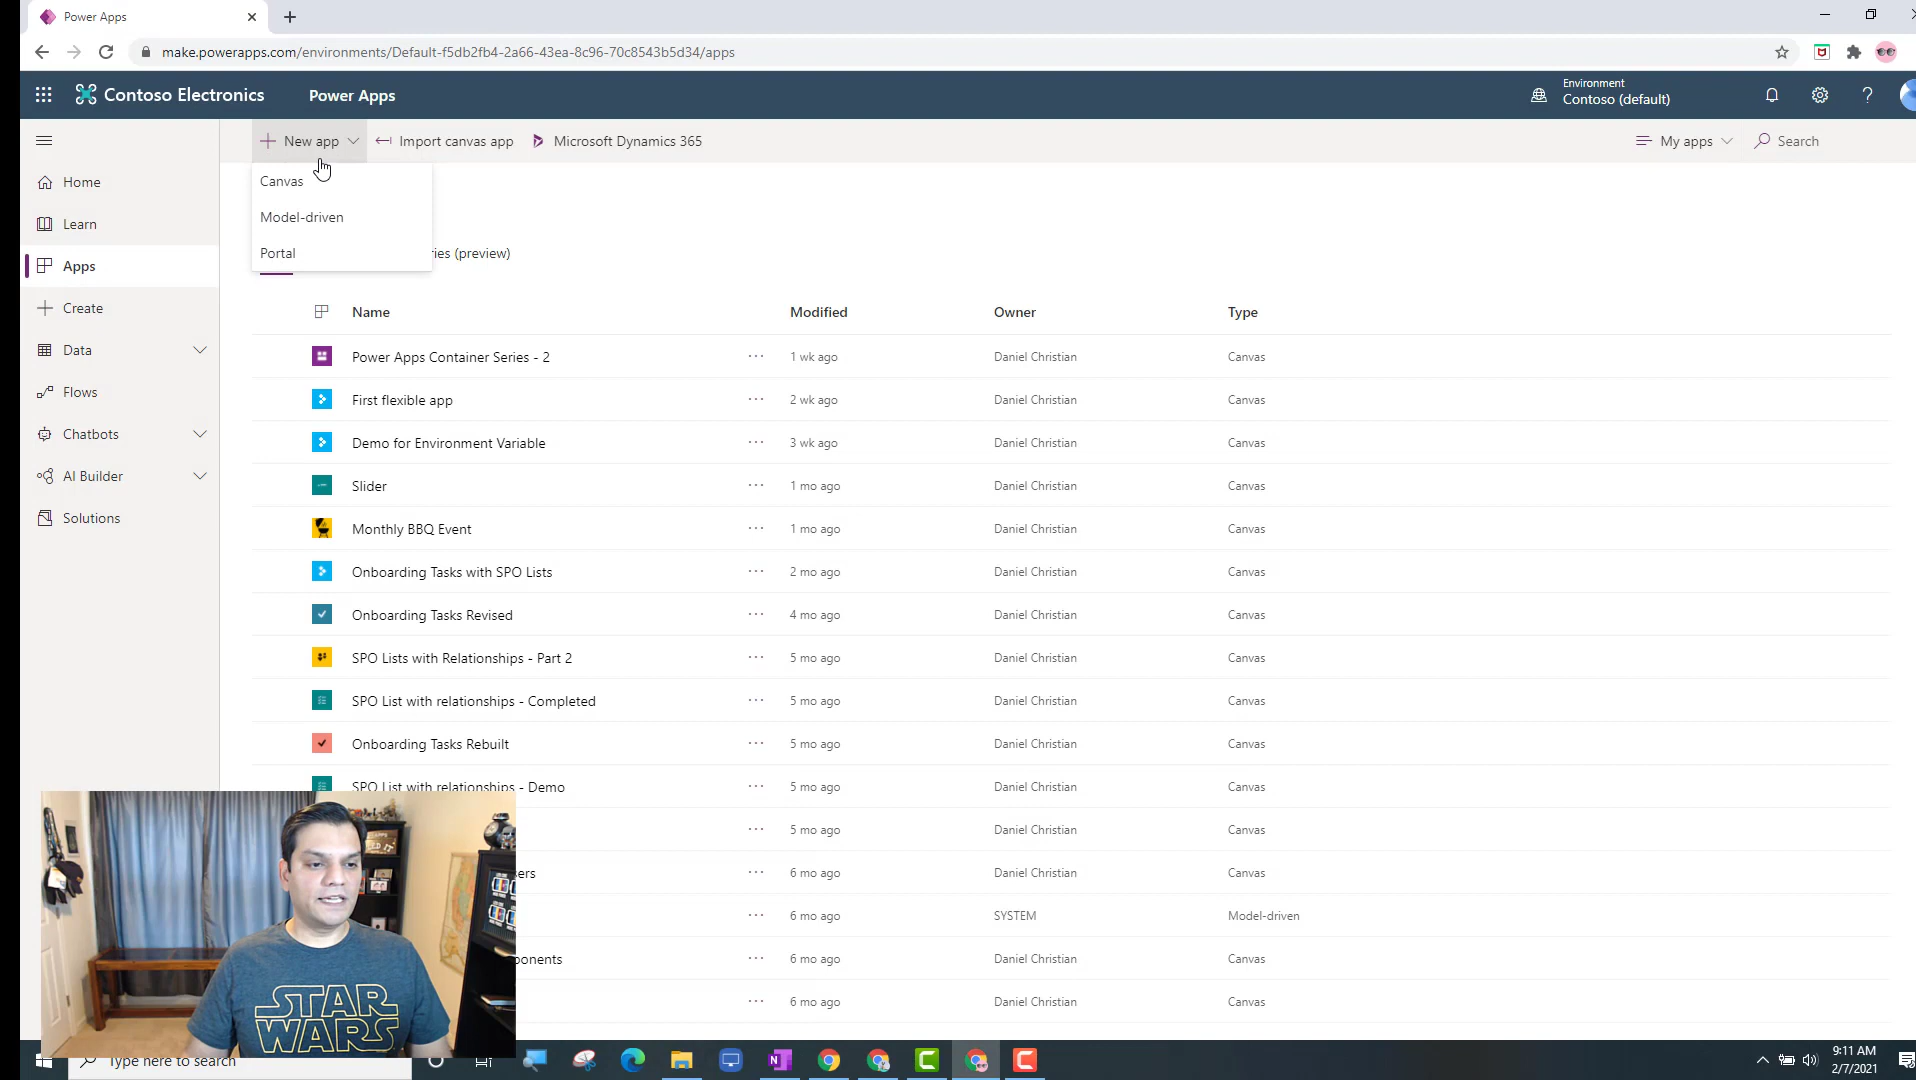 Power Apps
make.powerapps.com/environments/Default-f5db2fb4-2a66-43ea-8c96-70c8543b5d34/apps
Contoso Electronics Power Apps Environment
Contoso (default)
New app Import canvas app Microsoft Dynamics 365 My apps Search
Canvas
Model-driven
Portal ries (preview)
Home
Learn
Apps
Create
Data
Flows
Chatbots
AI Builder
Solutions
Name Modified Owner Type
Power Apps Container Series - 2 ... 1 wk ago Daniel Christian Canvas
First flexible app ... 2 wk ago Daniel Christian Canvas
Demo for Environment Variable ... 3 wk ago Daniel Christian Canvas
Slider ... 1 mo ago Daniel Christian Canvas
Monthly BBQ Event ... 1 mo ago Daniel Christian Canvas
Onboarding Tasks with SPO Lists ... 2 mo ago Daniel Christian Canvas
Onboarding Tasks Revised ... 4 mo ago Daniel Christian Canvas
SPO Lists with Relationships - Part 2 ... 5 mo ago Daniel Christian Canvas
SPO List with relationships - Completed ... 5 mo ago Daniel Christian Canvas
Onboarding Tasks Rebuilt ... 5 mo ago Daniel Christian Canvas
SPO List with relationships - Demo ... 5 mo ago Daniel Christian Canvas
... 5 mo ago Daniel Christian Canvas
ers ... 6 mo ago Daniel Christian Canvas
... 6 mo ago SYSTEM Model-driven
ponents ... 6 mo ago Daniel Christian Canvas
... 6 mo ago Daniel Christian Canvas
STAR
WARS
Type here to search
9:11 AM
2/7/2021